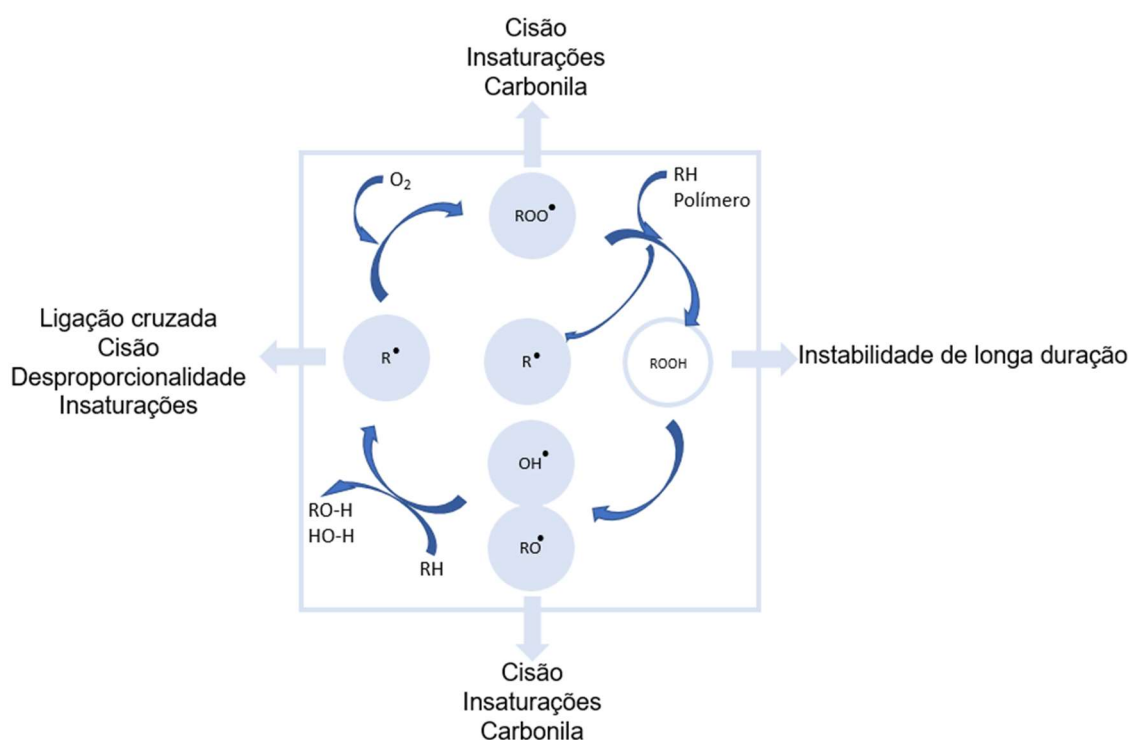 Cisão
Insaturações
Carbonila
O₂
ROO•
RH
Polímero
Ligação cruzada
Cisão
Desproporcionalidade
Insaturações
R•
R•
ROOH
Instabilidade de longa duração
OH•
RO-H
HO-H
RO•
RH
Cisão
Insaturações
Carbonila